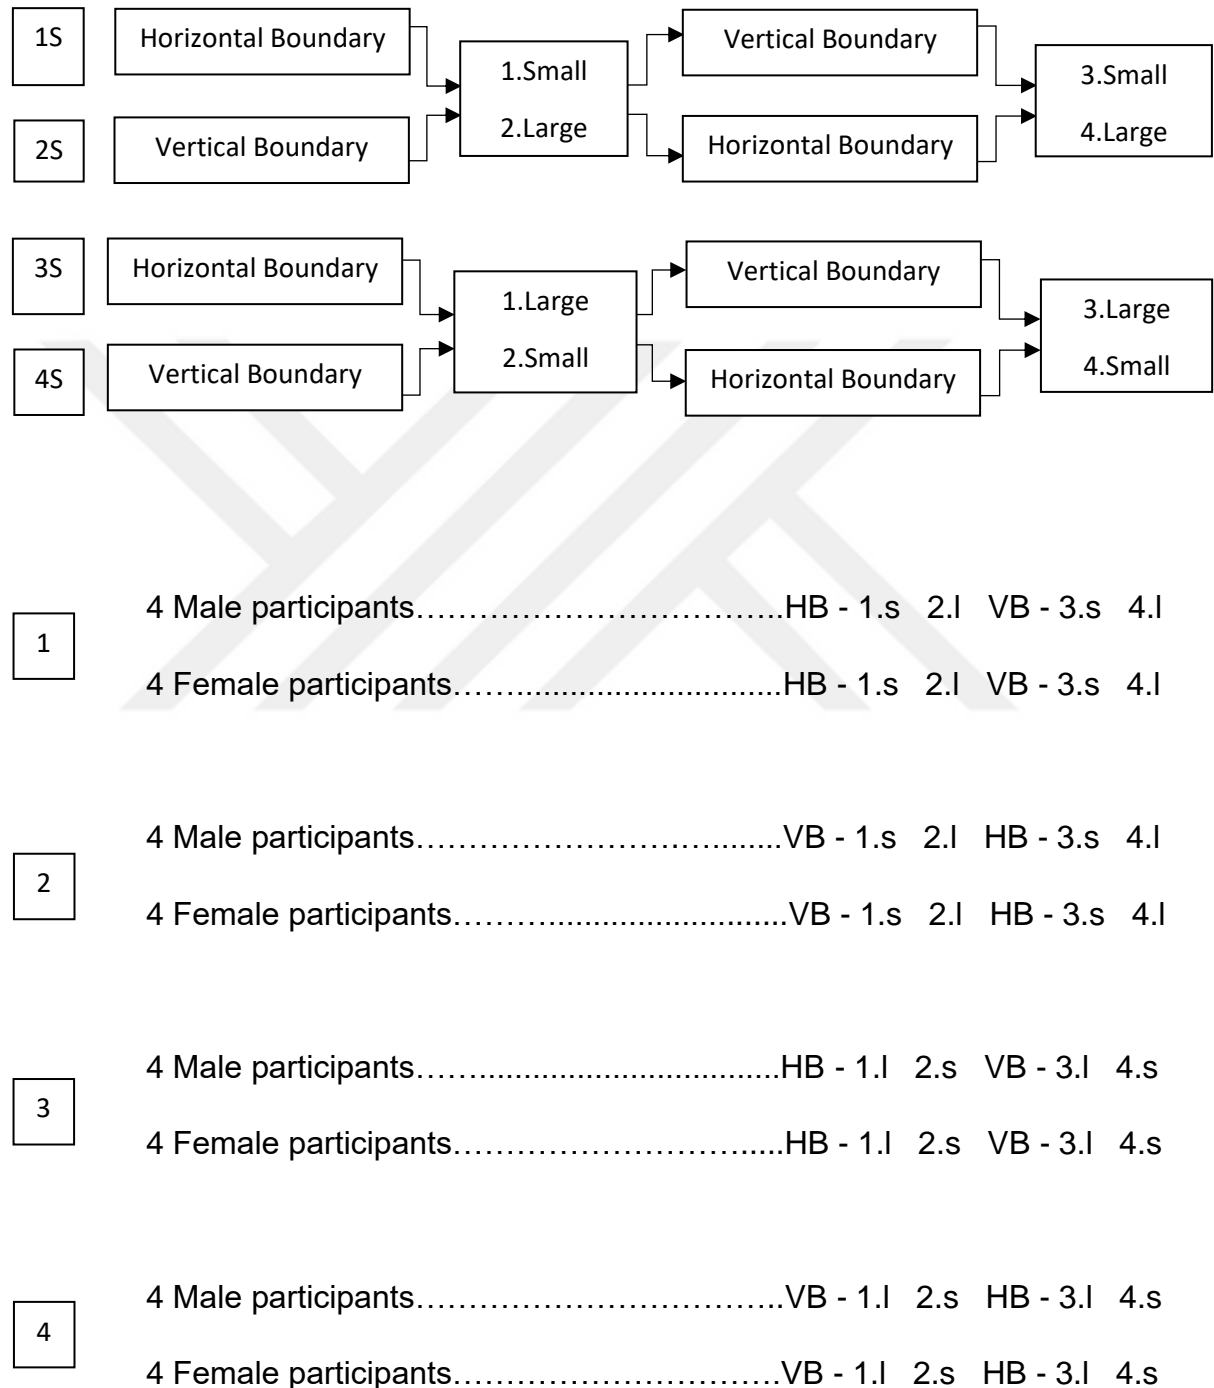 1S Horizontal Boundary 1.Small 2.Large Vertical Boundary 3.Small 4.Large
2S Vertical Boundary Horizontal Boundary
3S Horizontal Boundary 1.Large 2.Small Vertical Boundary 3.Large 4.Small
4S Vertical Boundary Horizontal Boundary
1
4 Male participants……………………………………..HB - 1.s 2.l VB - 3.s 4.l
4 Female participants…….................................HB - 1.s 2.l VB - 3.s 4.l
2
4 Male participants……………………….…........VB - 1.s 2.l HB - 3.s 4.l
4 Female participants………..........................VB - 1.s 2.l HB - 3.s 4.l
3
4 Male participants……....................................HB - 1.l 2.s VB - 3.l 4.s
4 Female participants……………………….....HB - 1.l 2.s VB - 3.l 4.s
4
4 Male participants……………………………..VB - 1.l 2.s HB - 3.l 4.s
4 Female participants………………………….VB - 1.l 2.s HB - 3.l 4.s